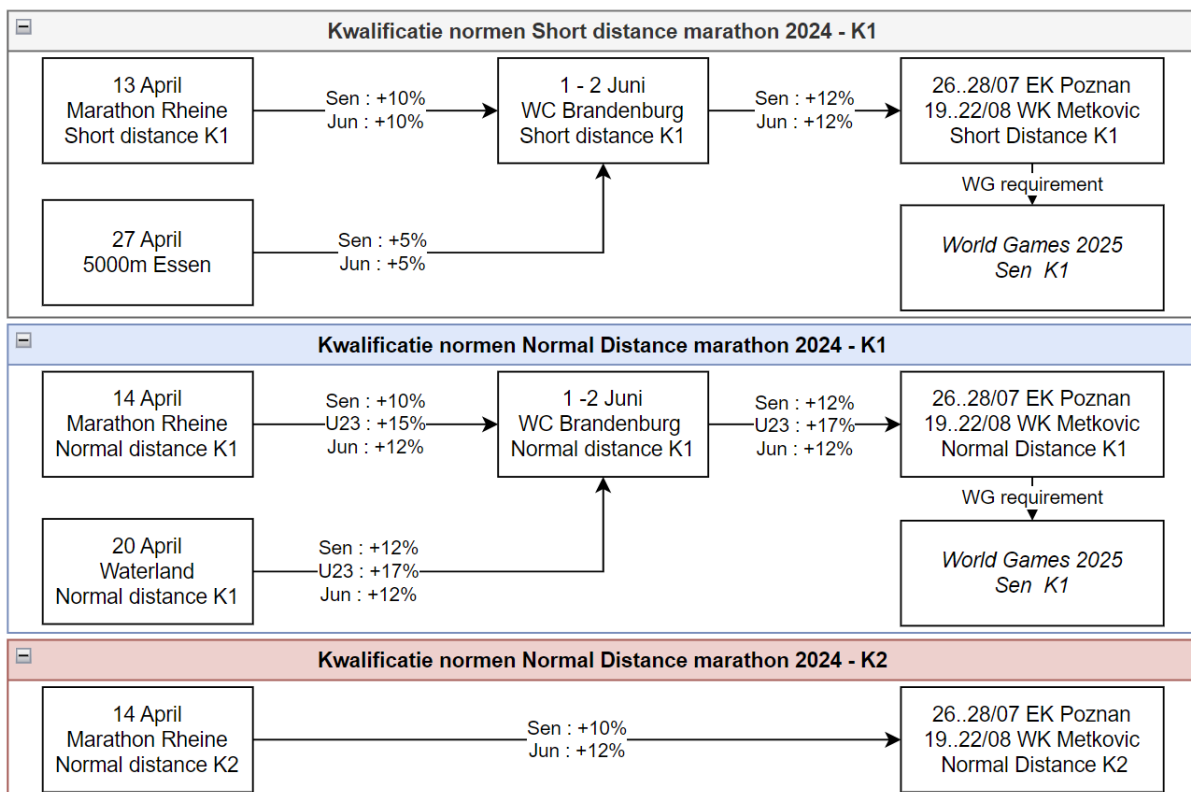 Kwalificatie normen Short distance marathon 2024 - K1
13 April
Marathon Rheine
Short distance K1
Sen : +10%
Jun : +10%
1 - 2 Juni
WC Brandenburg
Short distance K1
Sen : +12%
Jun : +12%
26..28/07 EK Poznan
19..22/08 WK Metkovic
Short Distance K1
WG requirement
27 April
5000m Essen
Sen : +5%
Jun : +5%
World Games 2025
Sen K1
Kwalificatie normen Normal Distance marathon 2024 - K1
14 April
Marathon Rheine
Normal distance K1
Sen : +10%
U23 : +15%
Jun : +12%
1 -2 Juni
WC Brandenburg
Normal distance K1
Sen : +12%
U23 : +17%
Jun : +12%
26..28/07 EK Poznan
19..22/08 WK Metkovic
Normal Distance K1
WG requirement
20 April
Waterland
Normal distance K1
Sen : +12%
U23 : +17%
Jun : +12%
World Games 2025
Sen K1
Kwalificatie normen Normal Distance marathon 2024 - K2
14 April
Marathon Rheine
Normal distance K2
Sen : +10%
Jun : +12%
26..28/07 EK Poznan
19..22/08 WK Metkovic
Normal Distance K2